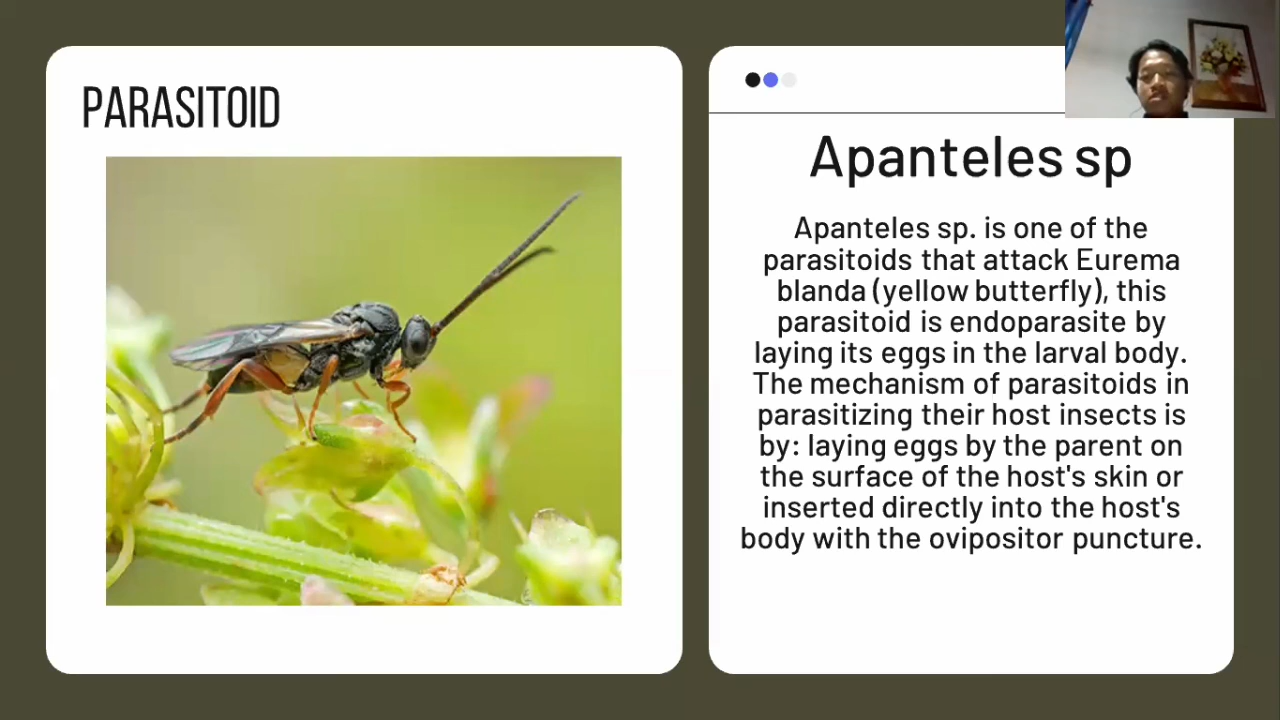 PARASITOID
Apanteles sp
Apanteles sp. is one of the
parasitoids that attack Eurema
blanda (yellow butterfly), this
parasitoid is endoparasite by
laying its eggs in the larval body.
The mechanism of parasitoids in
parasitizing their host insects is
by: laying eggs by the parent on
the surface of the host's skin or
inserted directly into the host's
body with the ovipositor puncture.